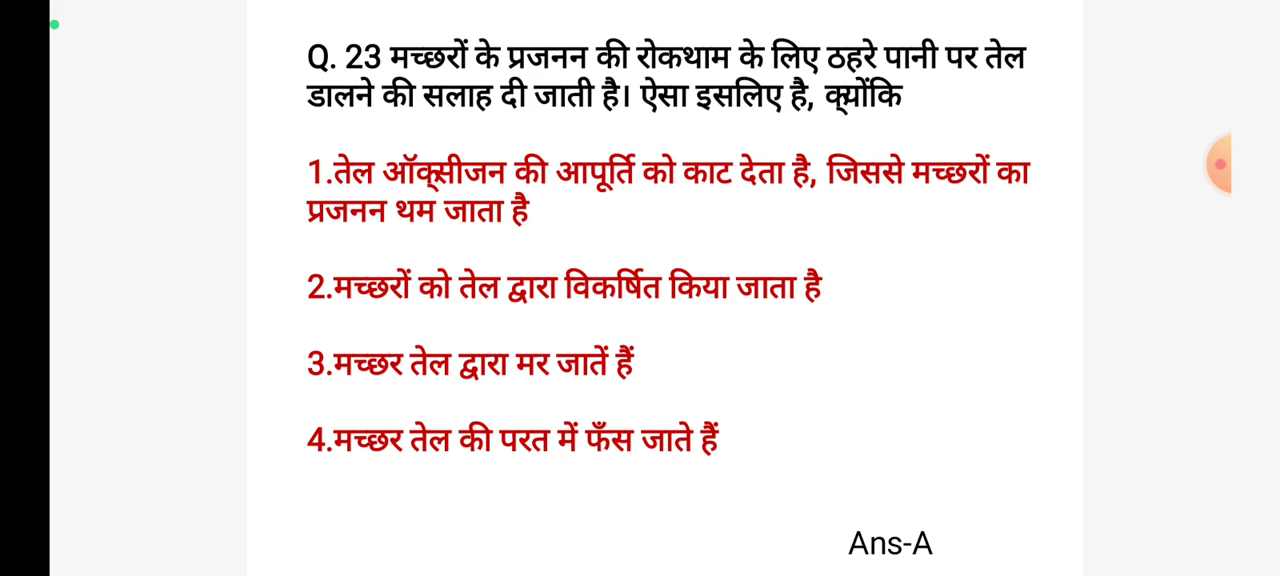 Q. 23 मच्छरों के प्रजनन की रोकथाम के लिए ठहरे पानी पर तेल
डालने की सलाह दी जाती है। ऐसा इसलिए है, क्योंकि
1.तेल ऑक्सीजन की आपूर्ति को काट देता है, जिससे मच्छरों का
प्रजनन थम जाता है
2.मच्छरों को तेल द्वारा विकर्षित किया जाता है
3.मच्छर तेल द्वारा मर जातें हैं
4.मच्छर तेल की परत में फँस जाते हैं
Ans-A